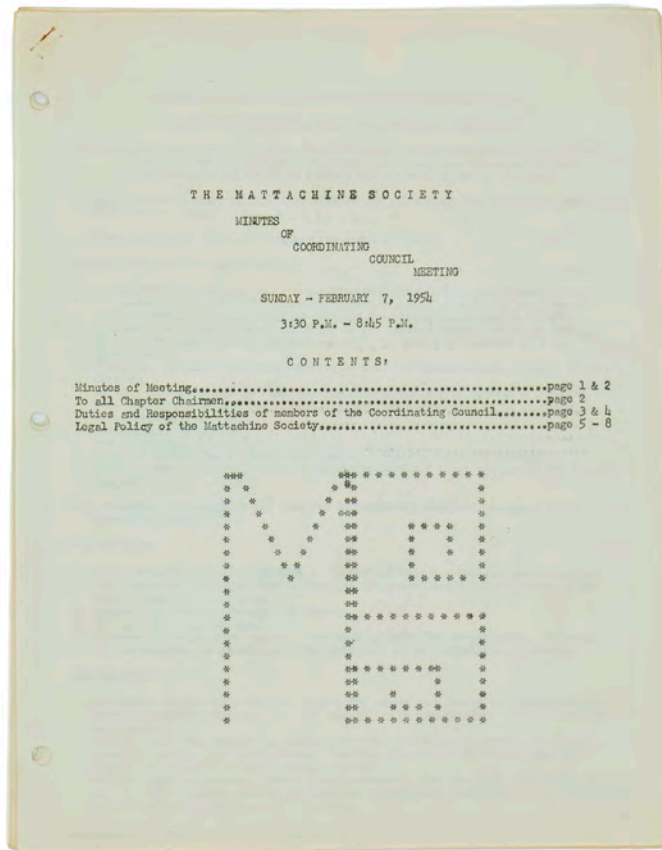 THE MATTACHINE SOCIETY
MINUTES
OF
COORDINATING
COUNCIL
MEETING
SUNDAY - FEBRUARY 7, 1954
3:30 P.M. - 8:45 P.M.
CONTENTS:
Minutes of Meeting..........page 1 & 2
To all Chapter Chairmen..........page 2
Duties and Responsibilities of members of the Coordinating Council.......page 3 & 4
Legal Policy of the Mattachine Society..........page 5 - 8